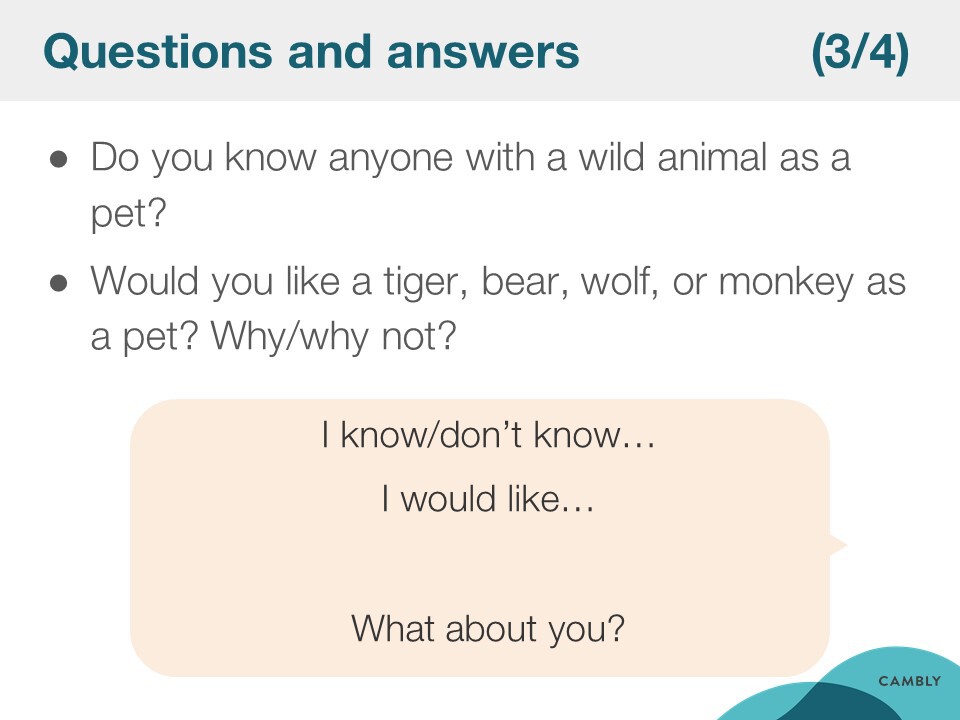 Questions and answers (3/4)
● Do you know anyone with a wild animal as a
pet?
● Would you like a tiger, bear, wolf, or monkey as
a pet? Why/why not?
I know/don’t know…
I would like…
What about you?
CAMBLY